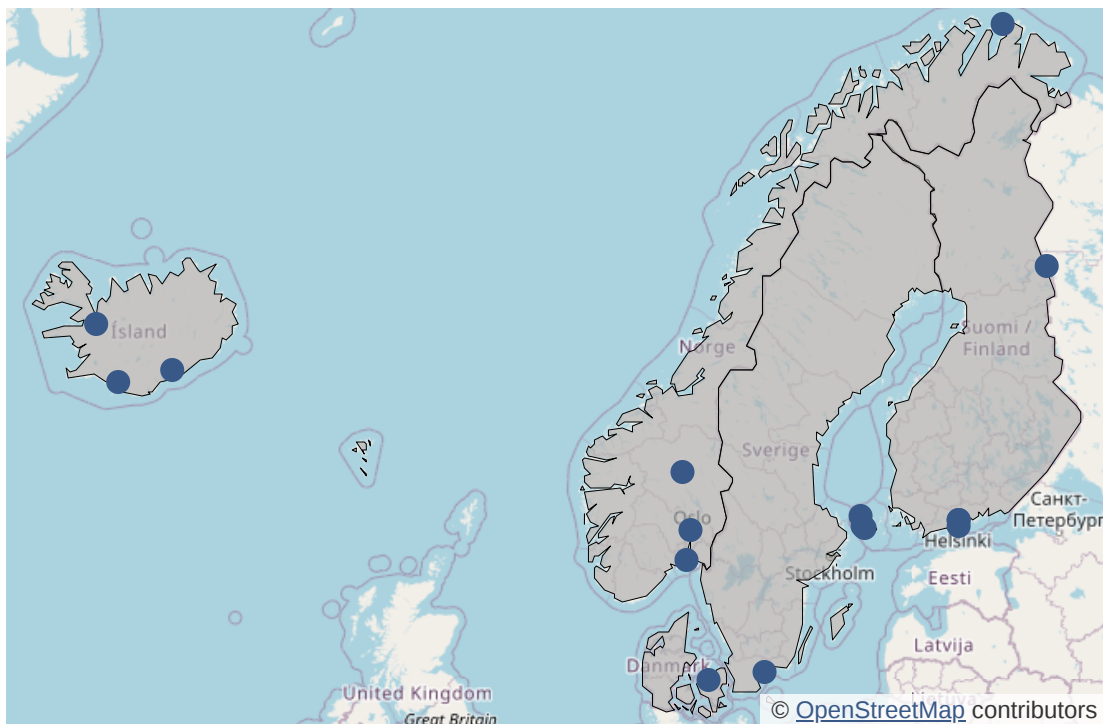 Ísland
Norge
Suomi /
Finland
Sverige
Санкт-
Петербург
Oslo
Helsinki
Stockholm
Eesti
Latvija
Danmark
United Kingdom
Great Britain
Lietuva
© OpenStreetMap contributors